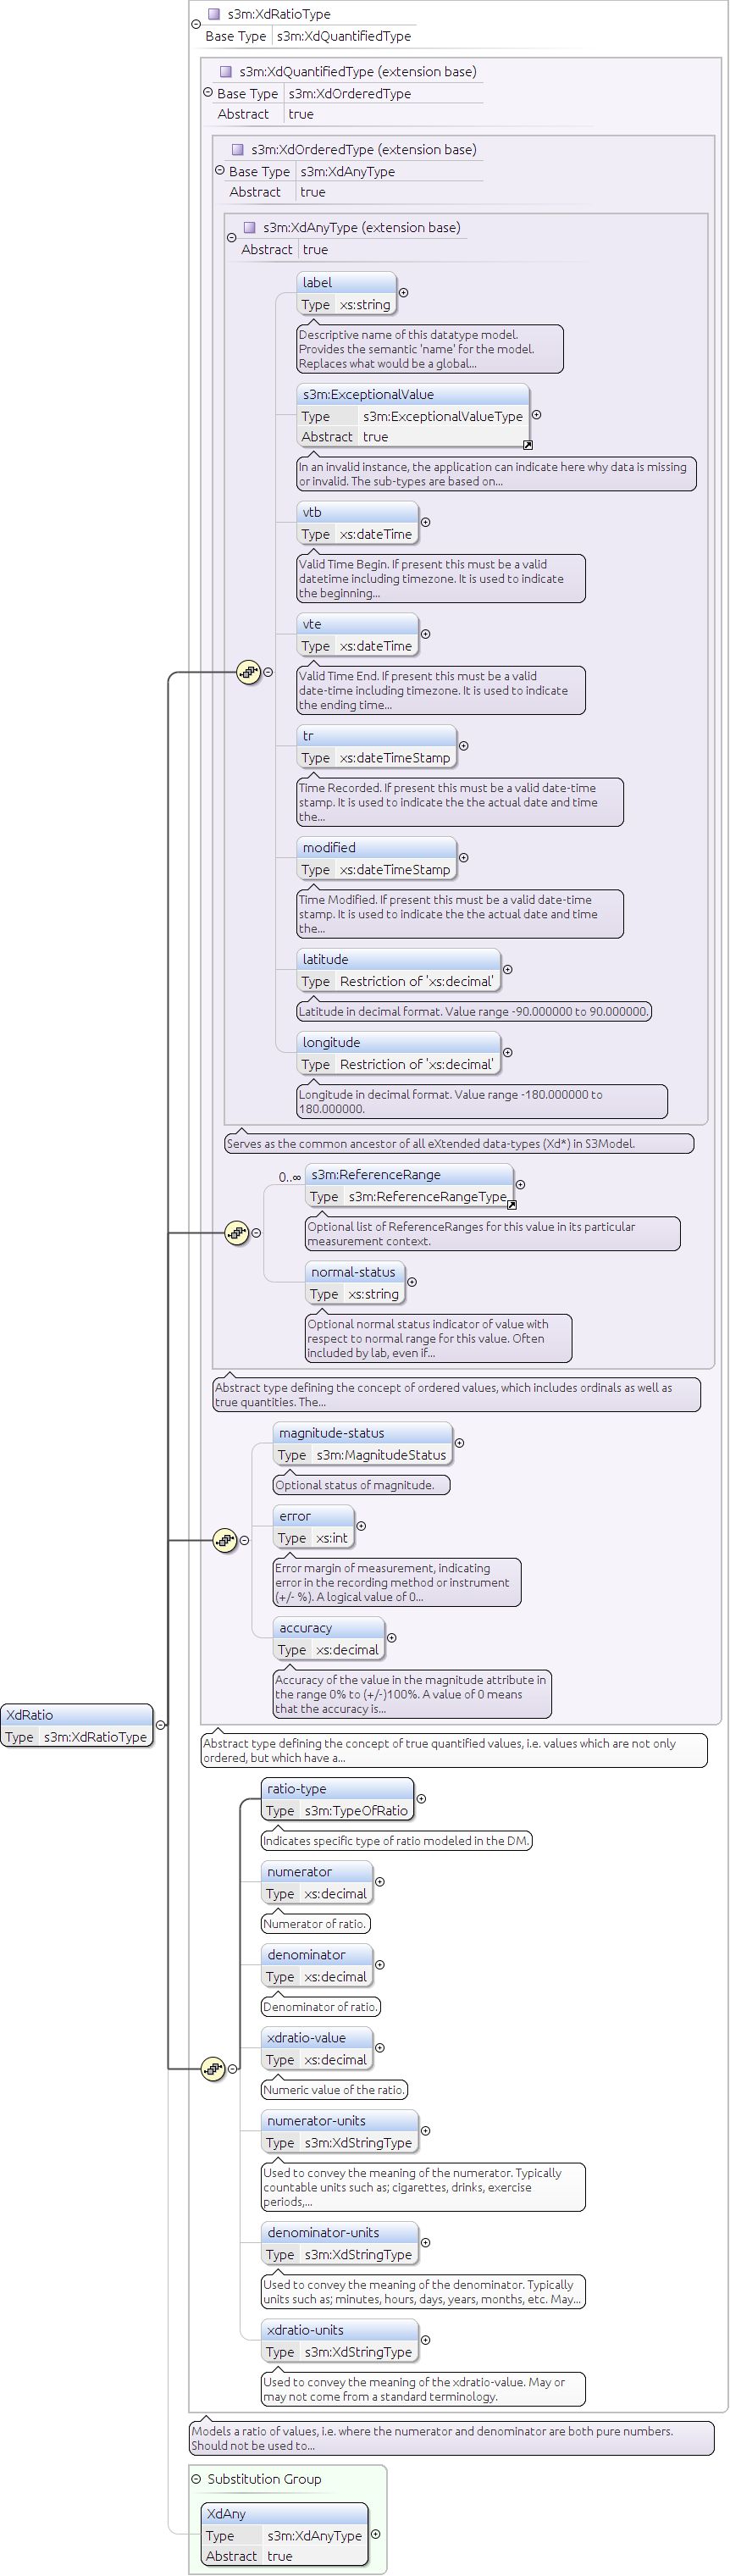 s3m:XdRatioType
Base Type s3m:XdQuantifiedType
s3m:XdQuantifiedType (extension base)
Base Type s3m:XdOrderedType
Abstract true
s3m:XdOrderedType (extension base)
Base Type s3m:XdAnyType
Abstract true
s3m:XdAnyType (extension base)
Abstract true
label
Type xs:string
Descriptive name of this datatype model.
Provides the semantic 'name' for the model.
Replaces what would be a global...
s3m:ExceptionalValue
Type s3m:ExceptionalValueType
Abstract true
In an invalid instance, the application can indicate here why data is missing
or invalid. The sub-types are based on...
vtb
Type xs:dateTime
Valid Time Begin. If present this must be a valid
datetime including timezone. It is used to indicate
the beginning...
vte
Type xs:dateTime
Valid Time End. If present this must be a valid
date-time including timezone. It is used to indicate
the ending time...
tr
Type xs:dateTimeStamp
Time Recorded. If present this must be a valid date-time
stamp. It is used to indicate the the actual date and time
the...
modified
Type xs:dateTimeStamp
Time Modified. If present this must be a valid date-time
stamp. It is used to indicate the the actual date and time
the...
latitude
Type Restriction of 'xs:decimal'
Latitude in decimal format. Value range -90.000000 to 90.000000.
longitude
Type Restriction of 'xs:decimal'
Longitude in decimal format. Value range -180.000000 to
180.000000.
Serves as the common ancestor of all eXtended data-types (Xd*) in S3Model.
0..∞
s3m:ReferenceRange
Type s3m:ReferenceRangeType
Optional list of ReferenceRanges for this value in its particular
measurement context.
normal-status
Type xs:string
Optional normal status indicator of value with
respect to normal range for this value. Often
included by lab, even if...
Abstract type defining the concept of ordered values, which includes ordinals as well as
true quantities. The...
magnitude-status
Type s3m:MagnitudeStatus
Optional status of magnitude.
error
Type xs:int
Error margin of measurement, indicating
error in the recording method or instrument
(+/- %). A logical value of 0...
accuracy
Type xs:decimal
Accuracy of the value in the magnitude attribute in
the range 0% to (+/-)100%. A value of 0 means
that the accuracy is...
XdRatio
Type s3m:XdRatioType
Abstract type defining the concept of true quantified values, i.e. values which are not only
ordered, but which have a...
ratio-type
Type s3m:TypeOfRatio
Indicates specific type of ratio modeled in the DM.
numerator
Type xs:decimal
Numerator of ratio.
denominator
Type xs:decimal
Denominator of ratio.
xdratio-value
Type xs:decimal
Numeric value of the ratio.
numerator-units
Type s3m:XdStringType
Used to convey the meaning of the numerator. Typically
countable units such as; cigarettes, drinks, exercise
periods,...
denominator-units
Type s3m:XdStringType
Used to convey the meaning of the denominator. Typically
units such as; minutes, hours, days, years, months, etc. May...
xdratio-units
Type s3m:XdStringType
Used to convey the meaning of the xdratio-value. May or
may not come from a standard terminology.
Models a ratio of values, i.e. where the numerator and denominator are both pure numbers.
Should not be used to...
Substitution Group
XdAny
Type s3m:XdAnyType
Abstract true